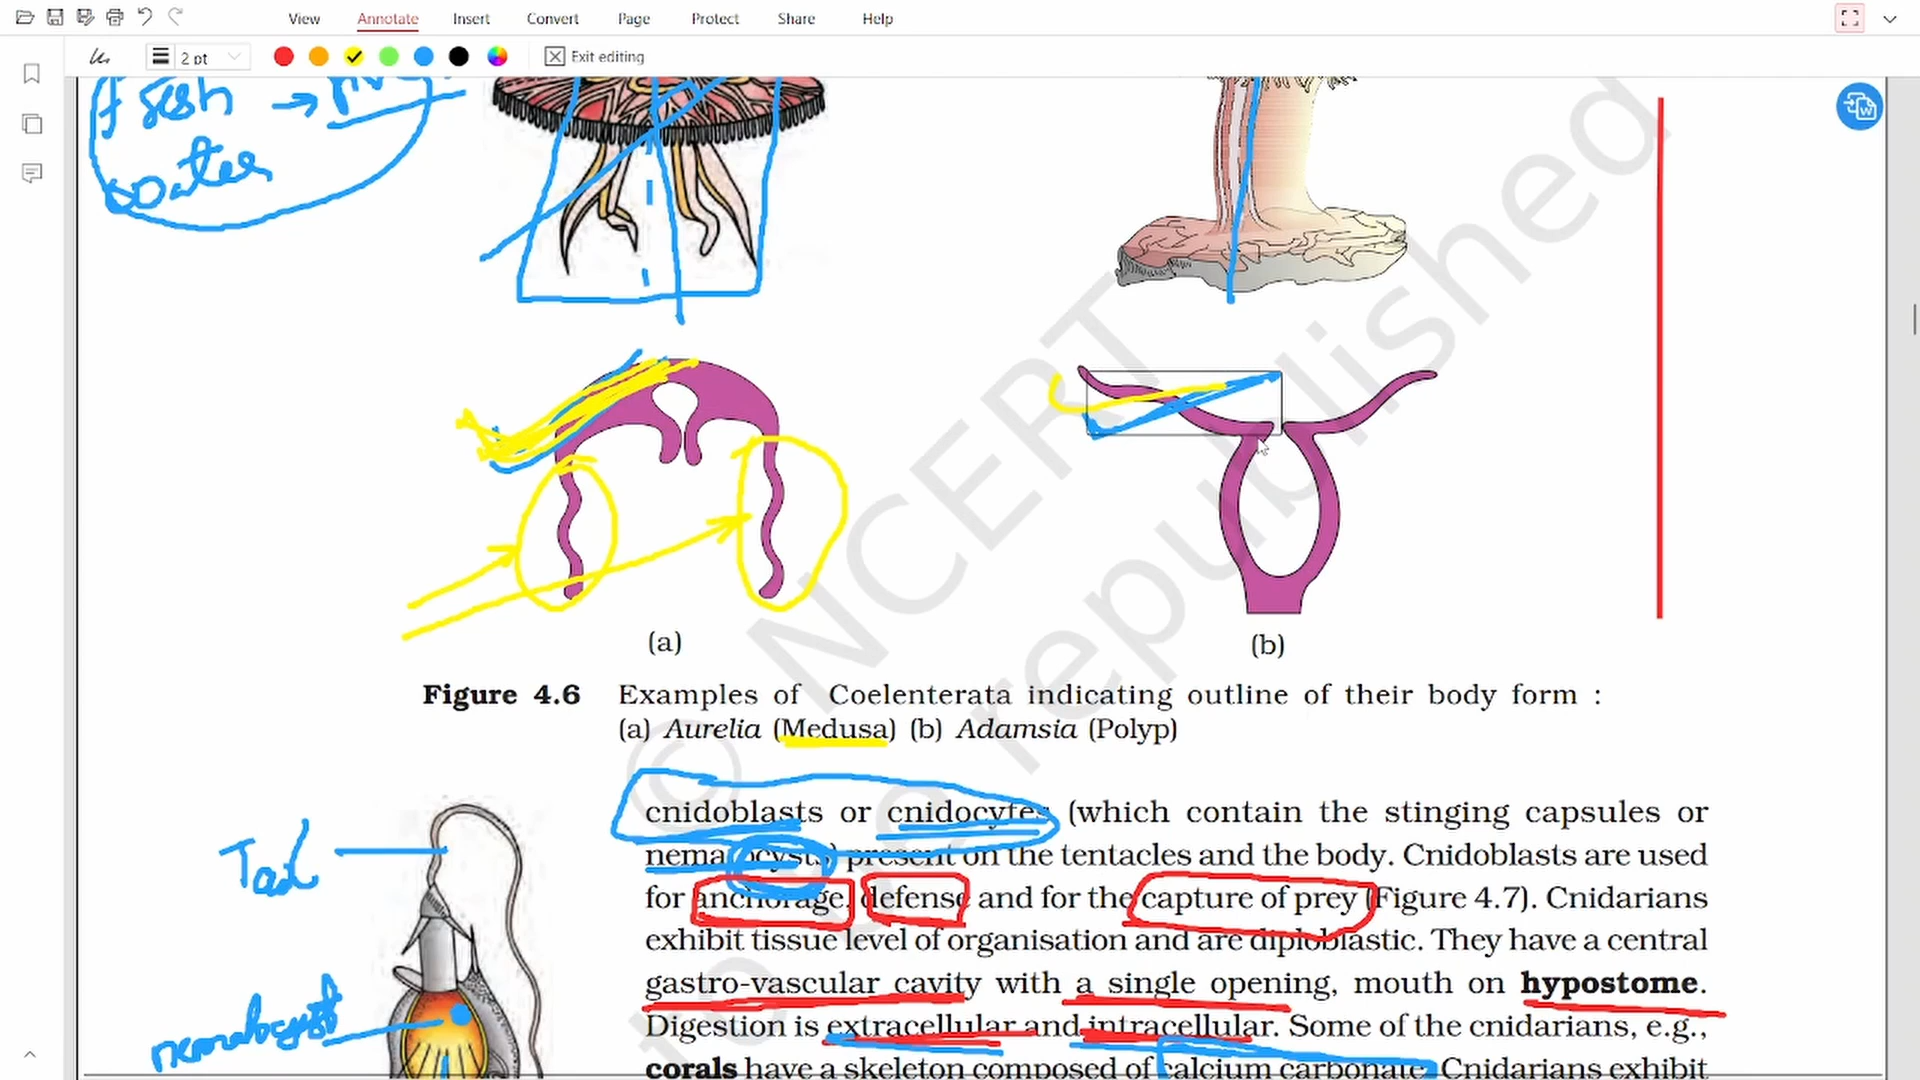 View Annotate Insert Convert Page Protect Share Help
2 pt Exit editing
fresh →
water
(a) (b)
Figure 4.6 Examples of Coelenterata indicating outline of their body form :
(a) Aurelia (Medusa) (b) Adamsia (Polyp)
cnidoblasts or cnidocytes (which contain the stinging capsules or
nematocysts) present on the tentacles and the body. Cnidoblasts are used
for anchorage, defense and for the capture of prey (Figure 4.7). Cnidarians
exhibit tissue level of organisation and are diploblastic. They have a central
gastro-vascular cavity with a single opening, mouth on hypostome.
Digestion is extracellular and intracellular. Some of the cnidarians, e.g.,
corals have a skeleton composed of calcium carbonate. Cnidarians exhibit
Tail
nematocyst
© NCERT
republished